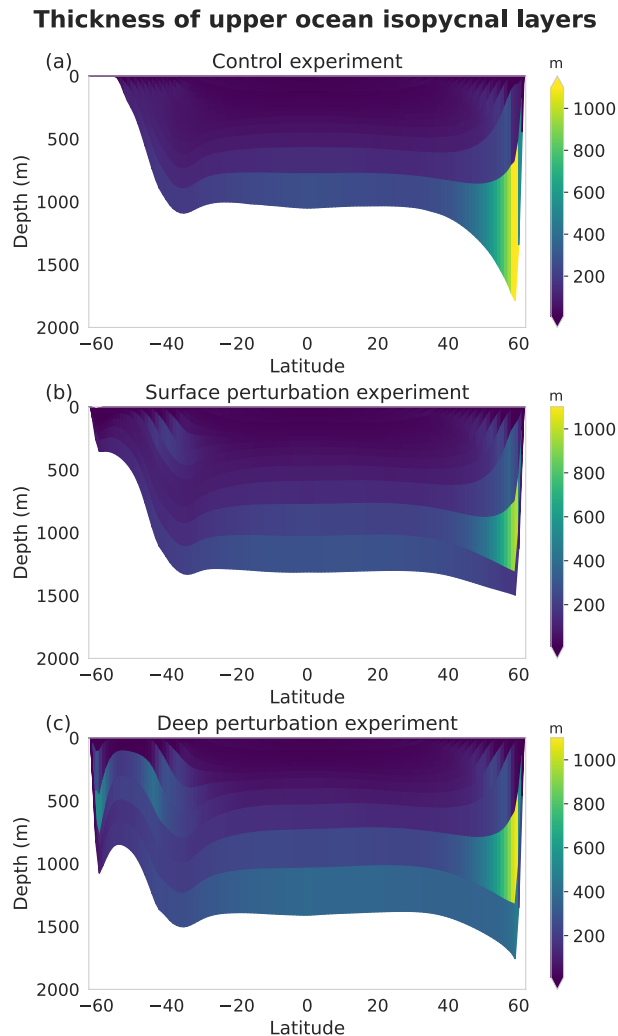 Thickness of upper ocean isopycnal layers
(a) Control experiment m
0
500
1000
1500
2000
Depth (m)
−60 −40 −20 0 20 40 60
Latitude
1000
800
600
400
200
(b) Surface perturbation experiment m
0
500
1000
1500
2000
Depth (m)
−60 −40 −20 0 20 40 60
Latitude
1000
800
600
400
200
(c) Deep perturbation experiment m
0
500
1000
1500
2000
Depth (m)
−60 −40 −20 0 20 40 60
Latitude
1000
800
600
400
200